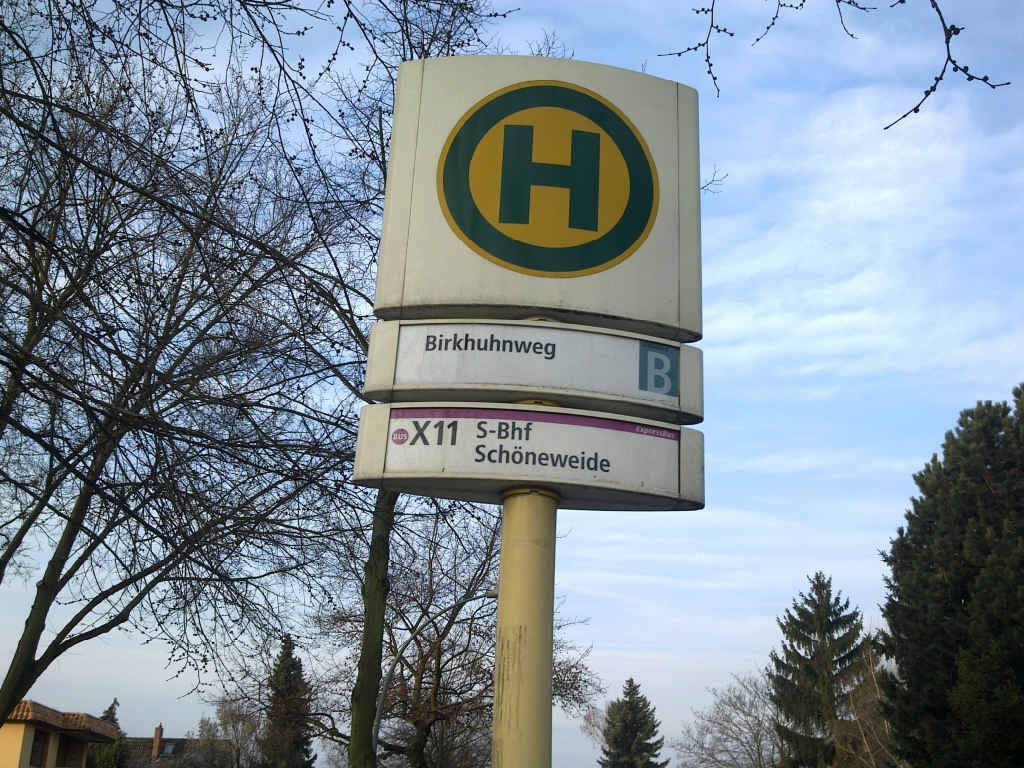 H
Birkhuhnweg B
ExpressBus
BUS X11 S-Bhf
Schöneweide